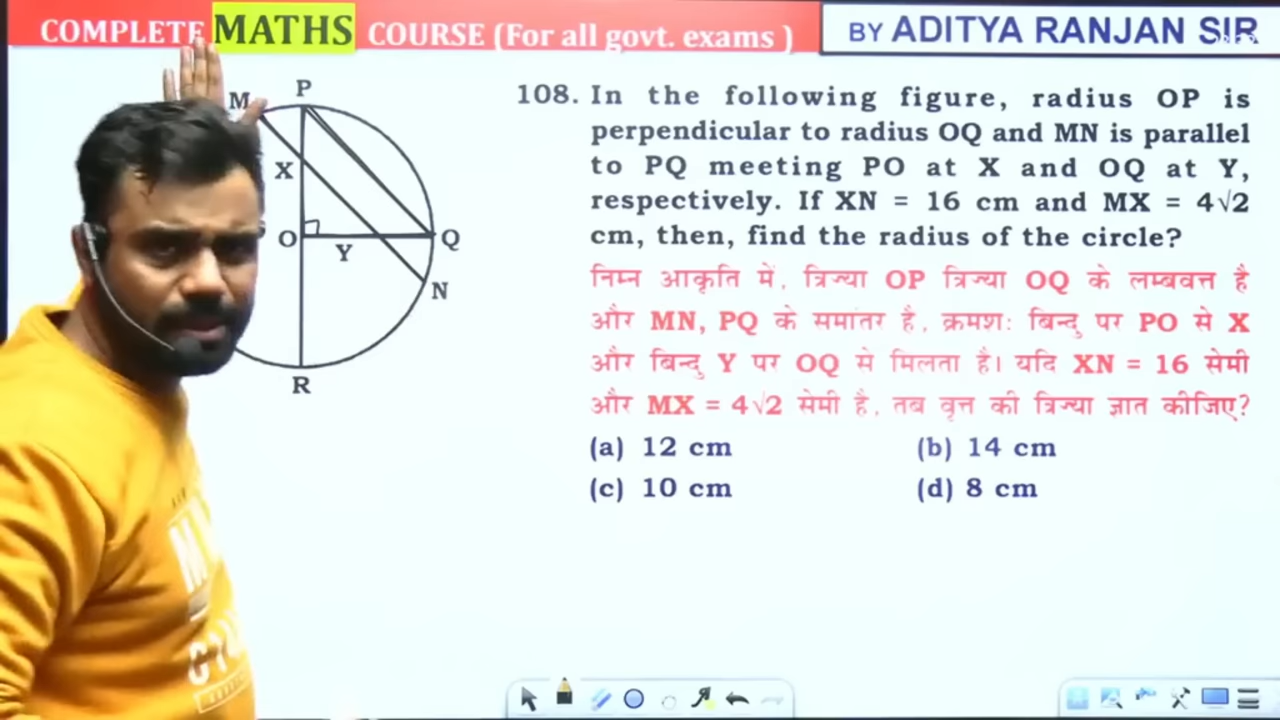 COMPLETE MATHS COURSE (For all govt. exams )
BY ADITYA RANJAN SIR
M
P
X
O
Y
Q
N
R
108. In the following figure, radius OP is
perpendicular to radius OQ and MN is parallel
to PQ meeting PO at X and OQ at Y,
respectively. If XN = 16 cm and MX = 4√2
cm, then, find the radius of the circle?
निम्न आकृति में, त्रिज्या OP त्रिज्या OQ के लम्बवत्त है
और MN, PQ के समांतर है, क्रमशः बिन्दु पर PO से X
और बिन्दु Y पर OQ से मिलता है। यदि XN = 16 सेमी
और MX = 4√2 सेमी है, तब वृत्त की त्रिज्या ज्ञात कीजिए?
(a) 12 cm (b) 14 cm
(c) 10 cm (d) 8 cm